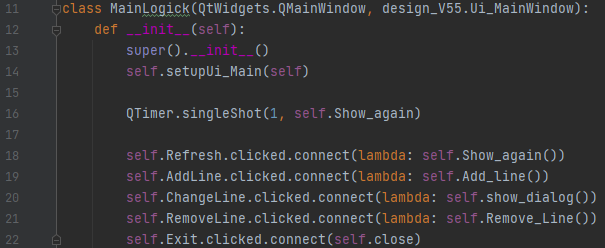 11 class MainLogick(QtWidgets.QMainWindow, design_V55.Ui_MainWindow):
12 def __init__(self):
13 super().__init__()
14 self.setupUi_Main(self)
15
16 QTimer.singleShot(1, self.Show_again)
17
18 self.Refresh.clicked.connect(lambda: self.Show_again())
19 self.AddLine.clicked.connect(lambda: self.Add_line())
20 self.ChangeLine.clicked.connect(lambda: self.show_dialog())
21 self.RemoveLine.clicked.connect(lambda: self.Remove_Line())
22 self.Exit.clicked.connect(self.close)